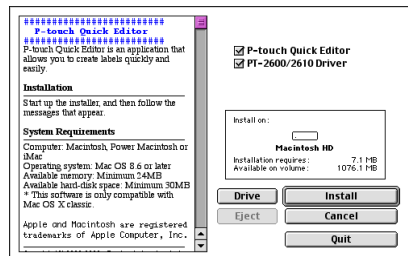 ########################
P-touch Quick Editor
########################
P-touch Quick Editor is an application that
allows you to create labels quickly and
easily.
Installation
Start up the installer, and then follow the
messages that appear.
System Requirements
Computer: Macintosh, Power Macintosh or
iMac
Operating system: Mac OS 8.6 or later
Available memory: Minimum 24MB
Available hard-disk space: Minimum 30MB
* This software is only compatible with
Mac OS X classic.
Apple and Macintosh are registered
trademarks of Apple Computer, Inc.
P-touch Quick Editor
PT-2600/2610 Driver
Install on:
Macintosh HD
Installation requires: 7.1 MB
Available on volume: 1076.1 MB
Drive
Install
Eject
Cancel
Quit